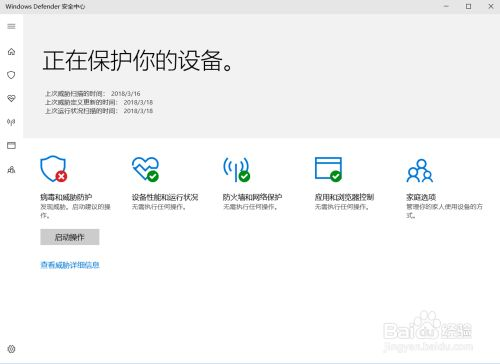 Windows Defender 安全中心
正在保护你的设备。
上次威胁扫描的时间： 2018/3/16
上次威胁定义更新的时间： 2018/3/18
上次运行状况扫描的时间： 2018/3/18
病毒和威胁防护
发现威胁。启动建议的操
作。
启动操作
查看威胁详细信息
设备性能和运行状况
无需执行任何操作。
防火墙和网络保护
无需执行任何操作。
应用和浏览器控制
无需执行任何操作。
家庭选项
管理你的家人使用设备的方
式。
Baidu经验
jingyan.baidu.com